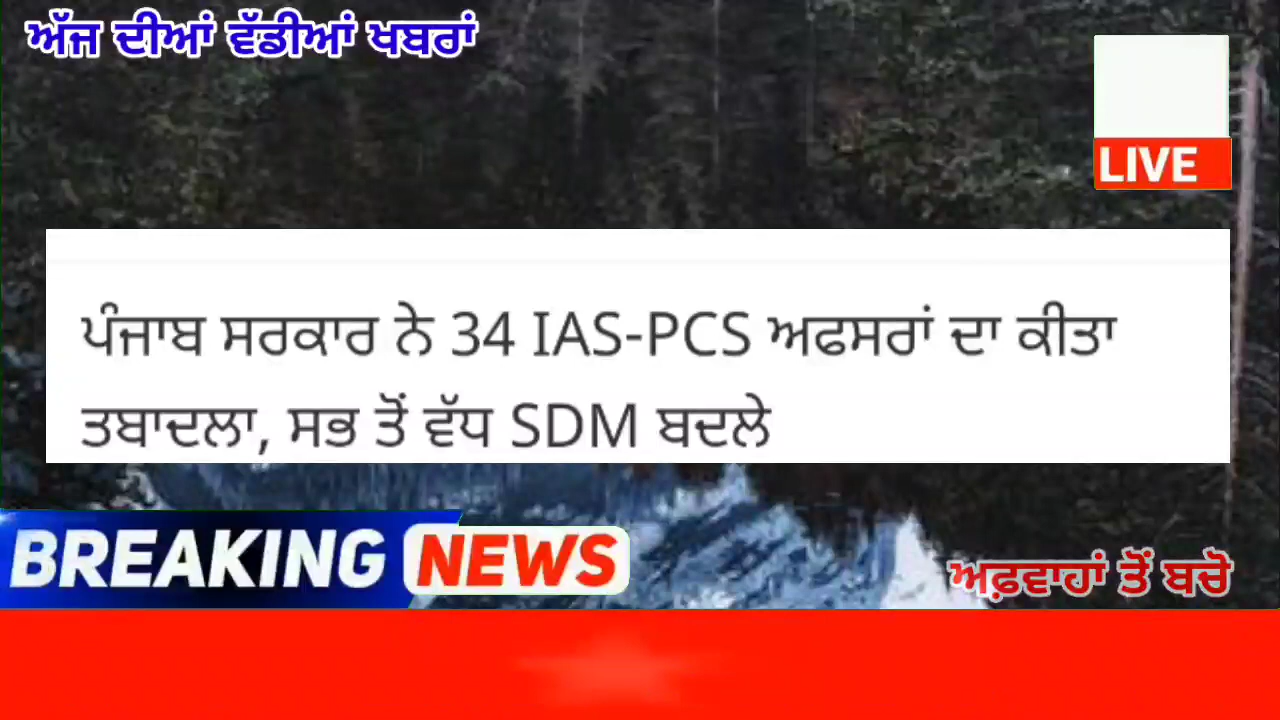 ਅੱਜ ਦੀਆਂ ਵੱਡੀਆਂ ਖਬਰਾਂ
LIVE
ਪੰਜਾਬ ਸਰਕਾਰ ਨੇ 34 IAS-PCS ਅਫਸਰਾਂ ਦਾ ਕੀਤਾ
ਤਬਾਦਲਾ, ਸਭ ਤੋਂ ਵੱਧ SDM ਬਦਲੇ
BREAKING NEWS
ਅਫ਼ਵਾਹਾਂ ਤੋਂ ਬਚੋ